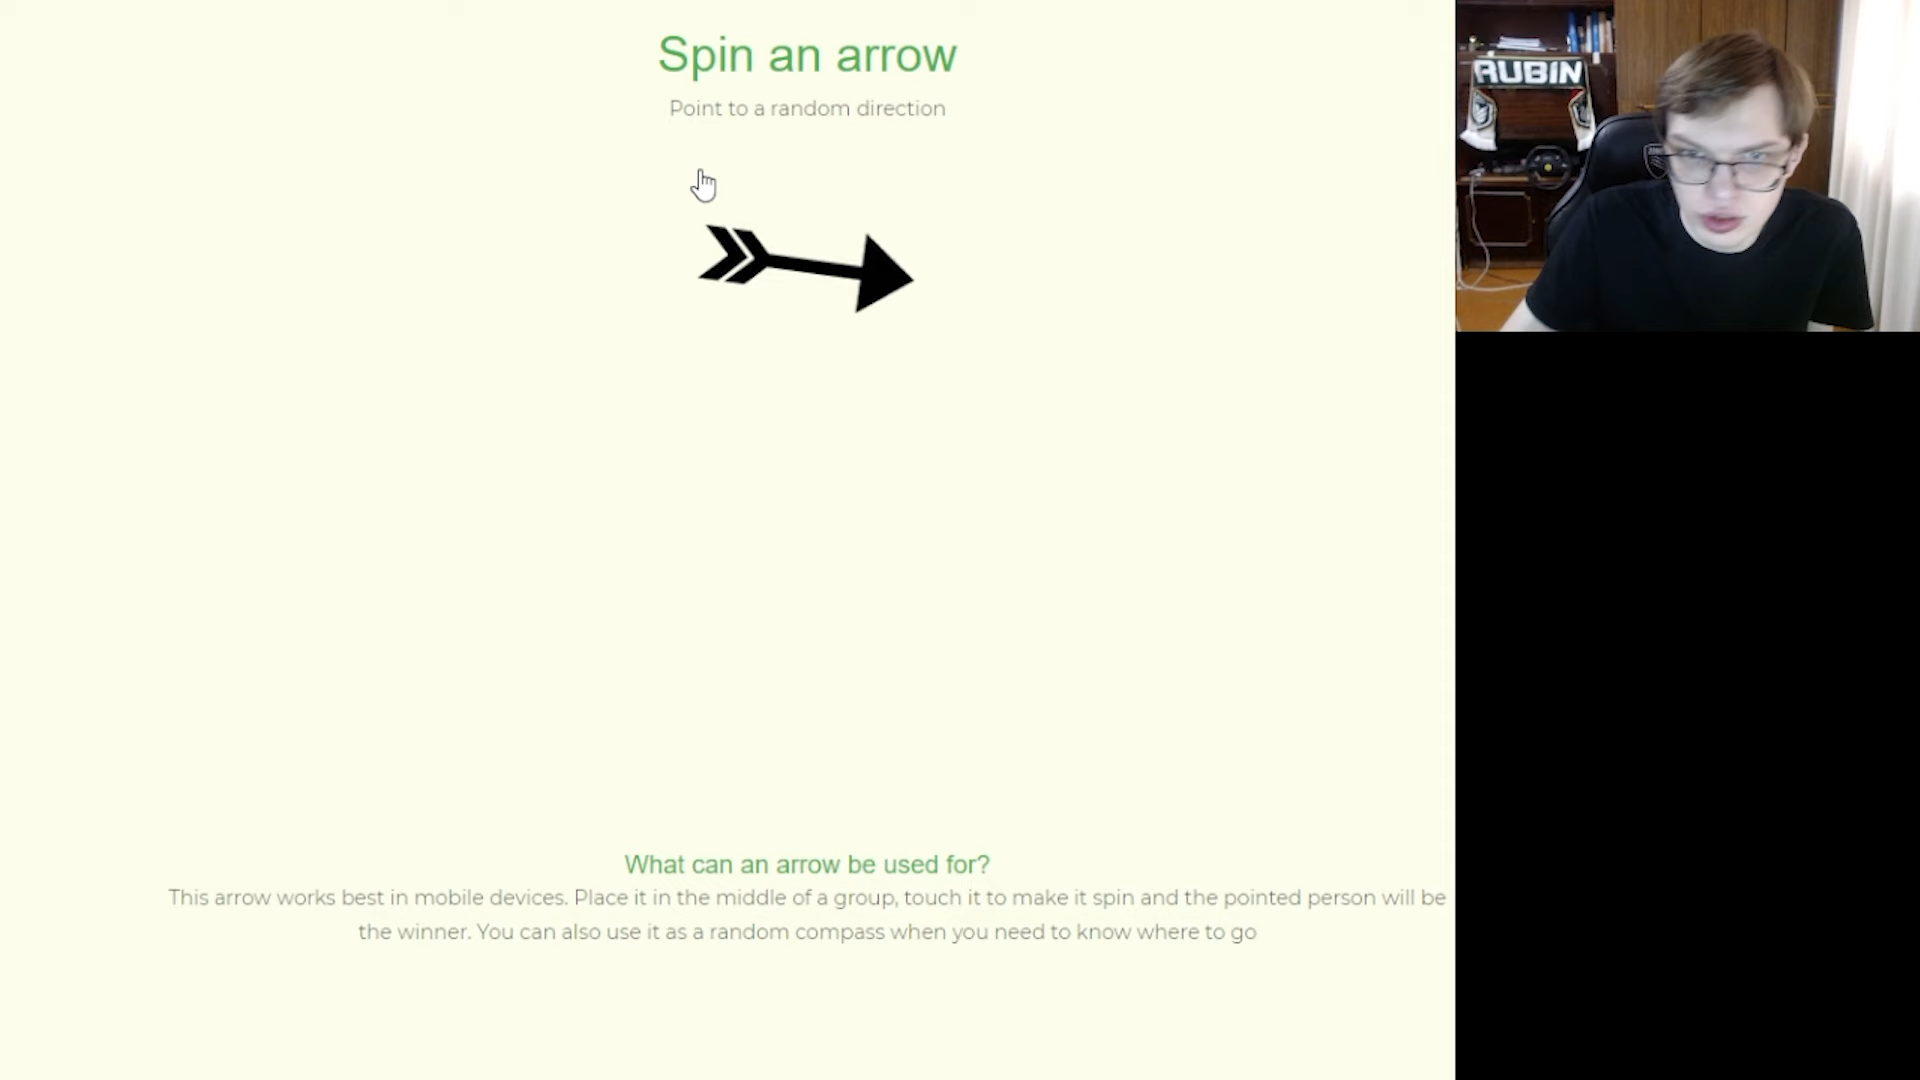 Spin an arrow
Point to a random direction
RUBIN
What can an arrow be used for?
This arrow works best in mobile devices. Place it in the middle of a group, touch it to make it spin and the pointed person will be
the winner. You can also use it as a random compass when you need to know where to go